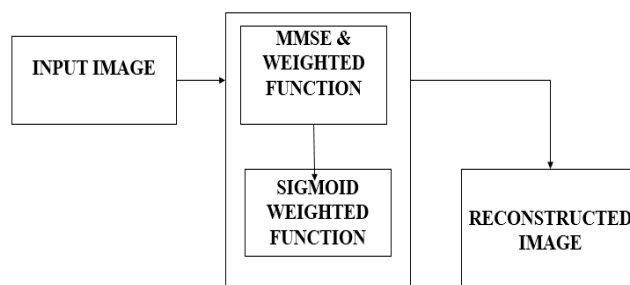 INPUT IMAGE
MMSE &
WEIGHTED
FUNCTION
SIGMOID
WEIGHTED
FUNCTION
RECONSTRUCTED
IMAGE